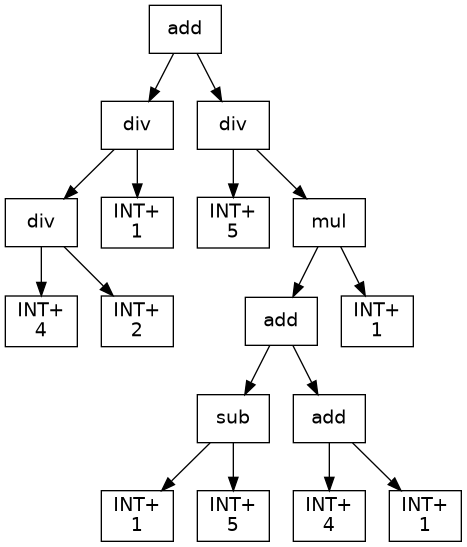 add
div
div
div
INT+
1
INT+
5
mul
INT+
4
INT+
2
add
INT+
1
sub
add
INT+
1
INT+
5
INT+
4
INT+
1